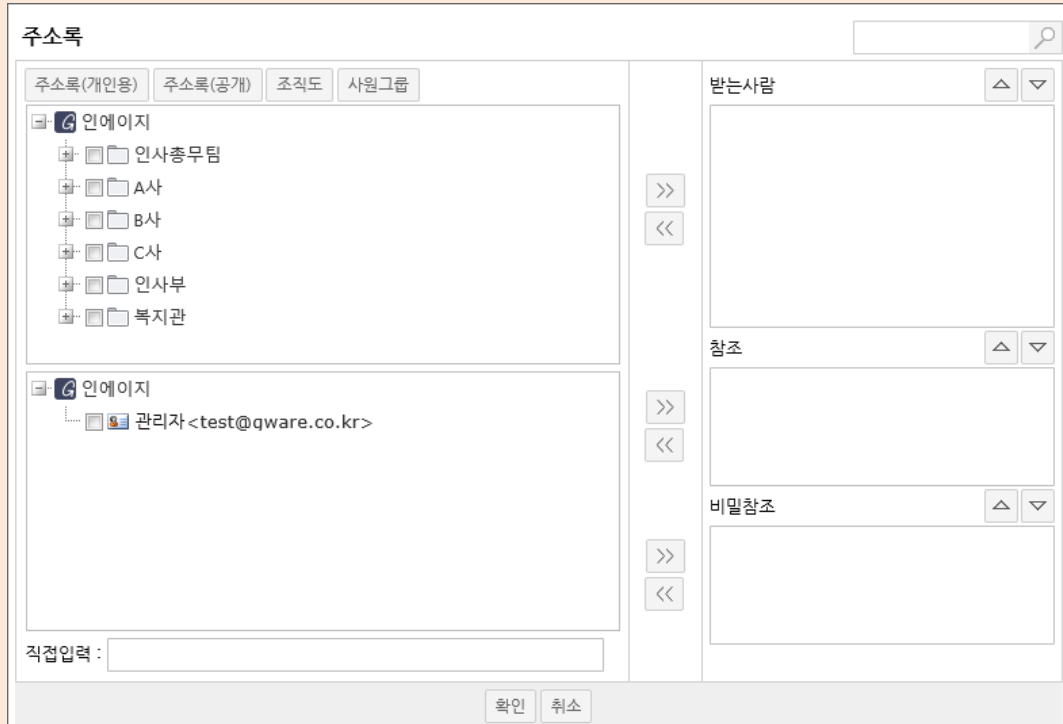 주소록
주소록(개인용) 주소록(공개) 조직도 사원그룹
인에이지
인사총무팀
A사
B사
C사
인사부
복지관
인에이지
관리자<test@gware.co.kr>
직접입력 :
>>
<<
>>
<<
>>
<<
받는사람
참조
비밀참조
확인 취소